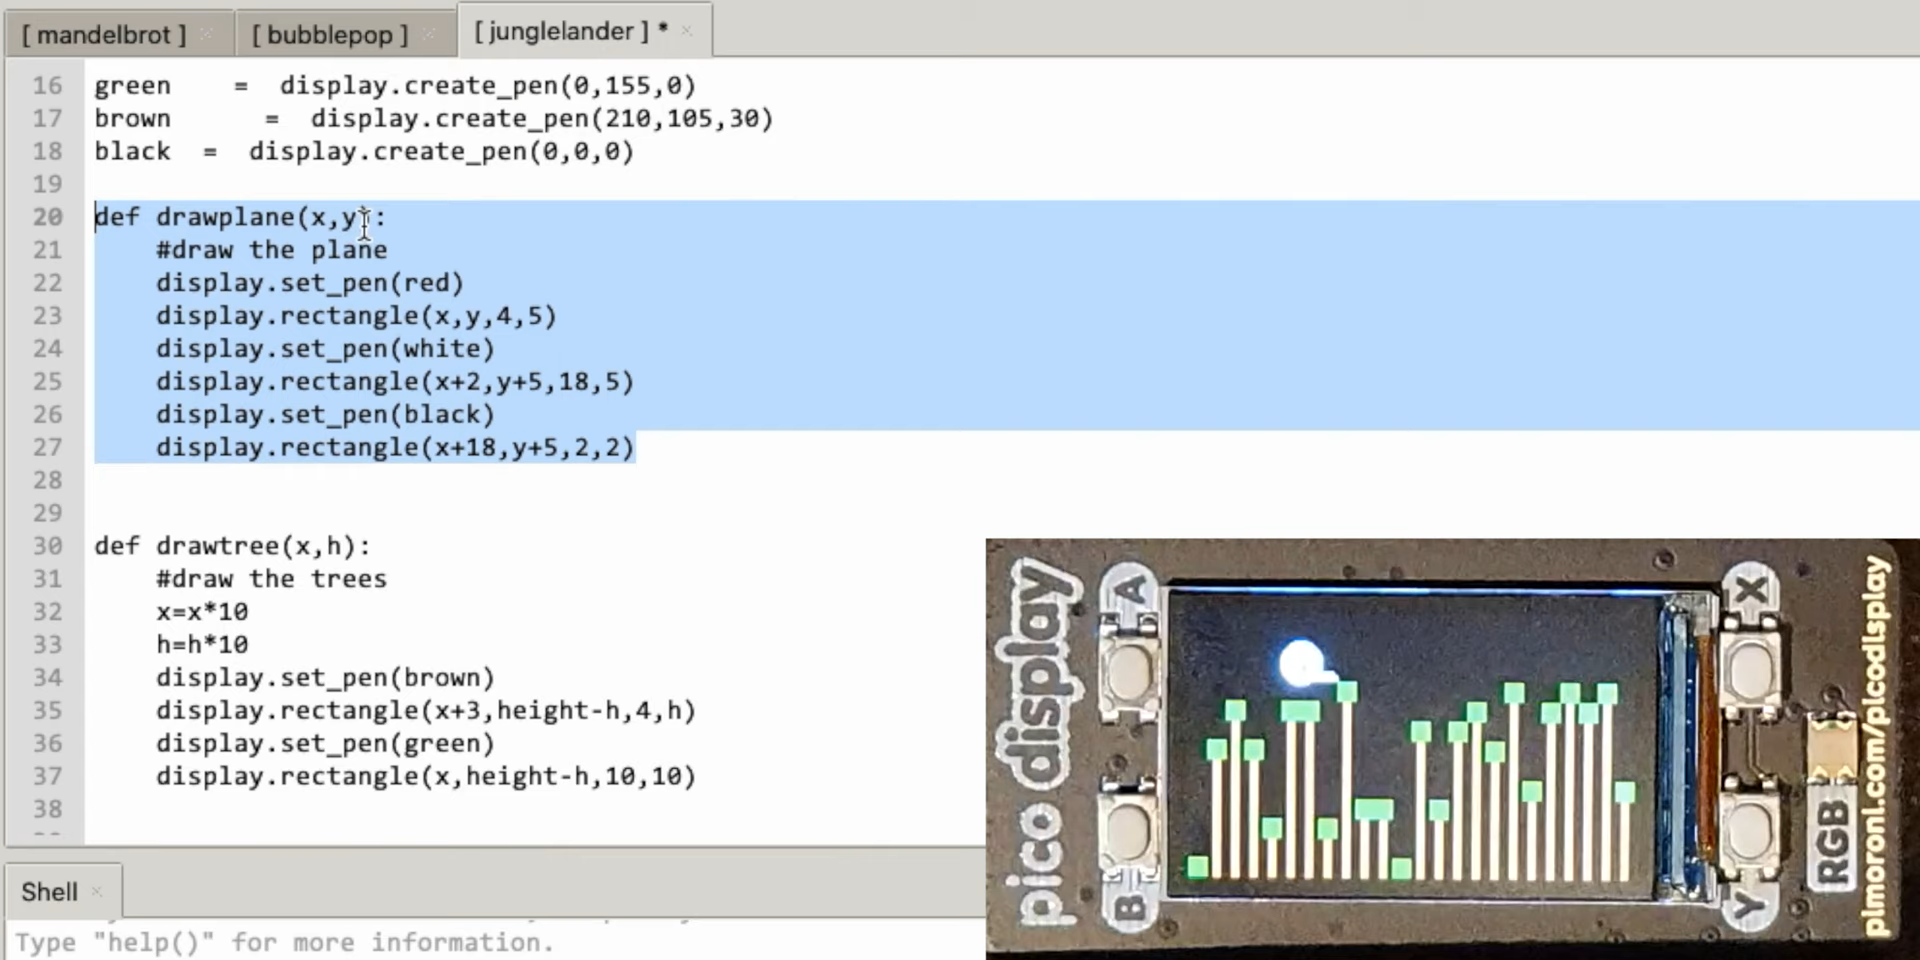 [ mandelbrot ]
[ bubblepop ]
[ junglelander ] *
16 green    =  display.create_pen(0,155,0)
17 brown      =  display.create_pen(210,105,30)
18 black  =  display.create_pen(0,0,0)
19
20 def drawplane(x,y):
21     #draw the plane
22     display.set_pen(red)
23     display.rectangle(x,y,4,5)
24     display.set_pen(white)
25     display.rectangle(x+2,y+5,18,5)
26     display.set_pen(black)
27     display.rectangle(x+18,y+5,2,2)
28
29
30 def drawtree(x,h):
31     #draw the trees
32     x=x*10
33     h=h*10
34     display.set_pen(brown)
35     display.rectangle(x+3,height-h,4,h)
36     display.set_pen(green)
37     display.rectangle(x,height-h,10,10)
38
Shell
Type "help()" for more information.
pico display
A
B
X
Y
RGB
pimoroni.com/picodisplay